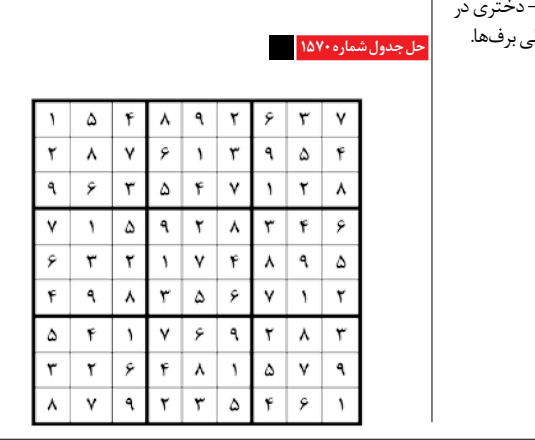 - دختری در
لی برف‌ها.
حل جدول شماره ۱۵۷۰
۱ ۵ ۴ ۸ ۹ ۲ ۶ ۳ ۷
۲ ۸ ۷ ۶ ۱ ۳ ۹ ۵ ۴
۹ ۶ ۳ ۵ ۴ ۷ ۱ ۲ ۸
۷ ۱ ۵ ۹ ۲ ۸ ۳ ۴ ۶
۶ ۳ ۲ ۱ ۷ ۴ ۸ ۹ ۵
۴ ۹ ۸ ۳ ۵ ۶ ۷ ۱ ۲
۵ ۴ ۱ ۷ ۶ ۹ ۲ ۸ ۳
۳ ۲ ۶ ۴ ۸ ۱ ۵ ۷ ۹
۸ ۷ ۹ ۲ ۳ ۵ ۴ ۶ ۱